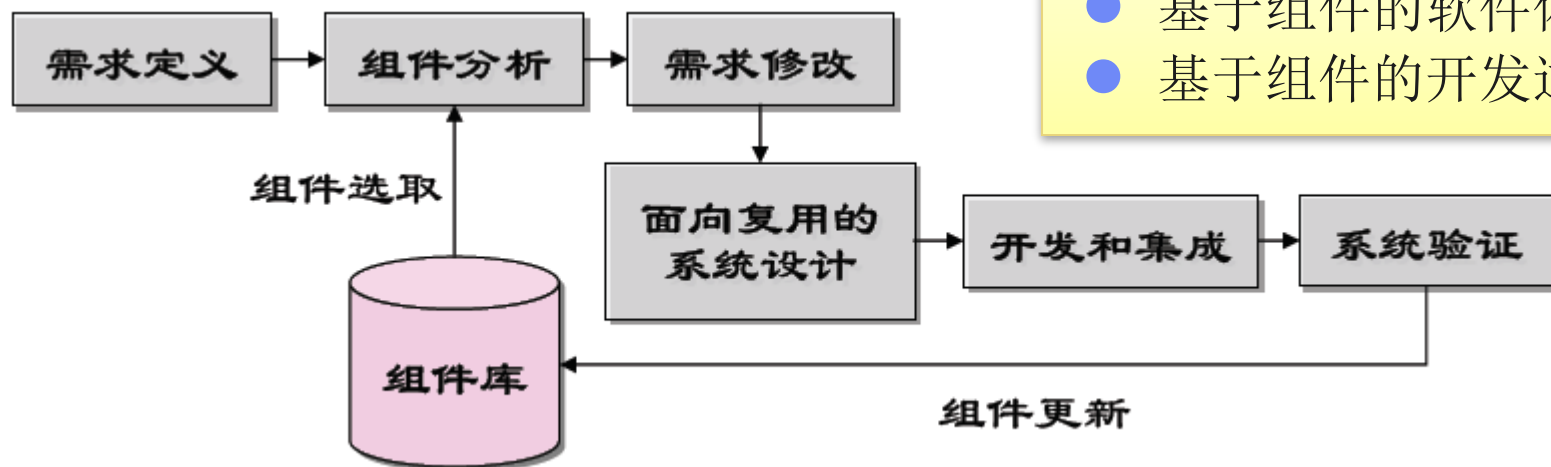 基于组件的软件
基于组件的开发
需求定义
组件分析
需求修改
组件选取
面向复用的
系统设计
开发和集成
系统验证
组件库
组件更新